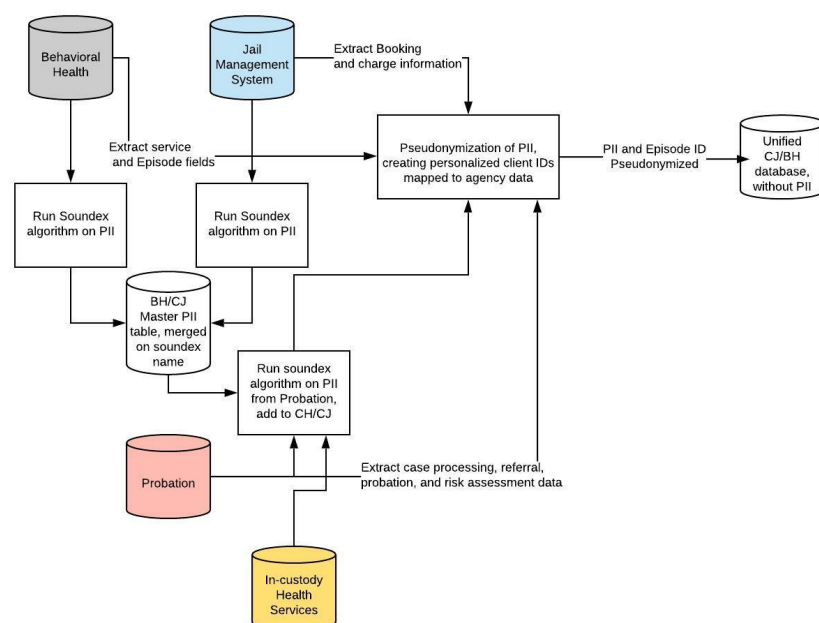 Behavioral
Health
Jail
Management
System
Extract Booking
and charge information
Extract service
and Episode fields
Pseudonymization of PII,
creating personalized client IDs
mapped to agency data
PII and Episode ID
Pseudonymized
Unified
CJ/BH
database,
without PII
Run Soundex
algorithm on PII
Run Soundex
algorithm on PII
BH/CJ
Master PII
table, merged
on soundex
name
Run soundex
algorithm on PII
from Probation,
add to CH/CJ
Probation
Extract case processing, referral,
probation, and risk assessment data
In-custody
Health
Services